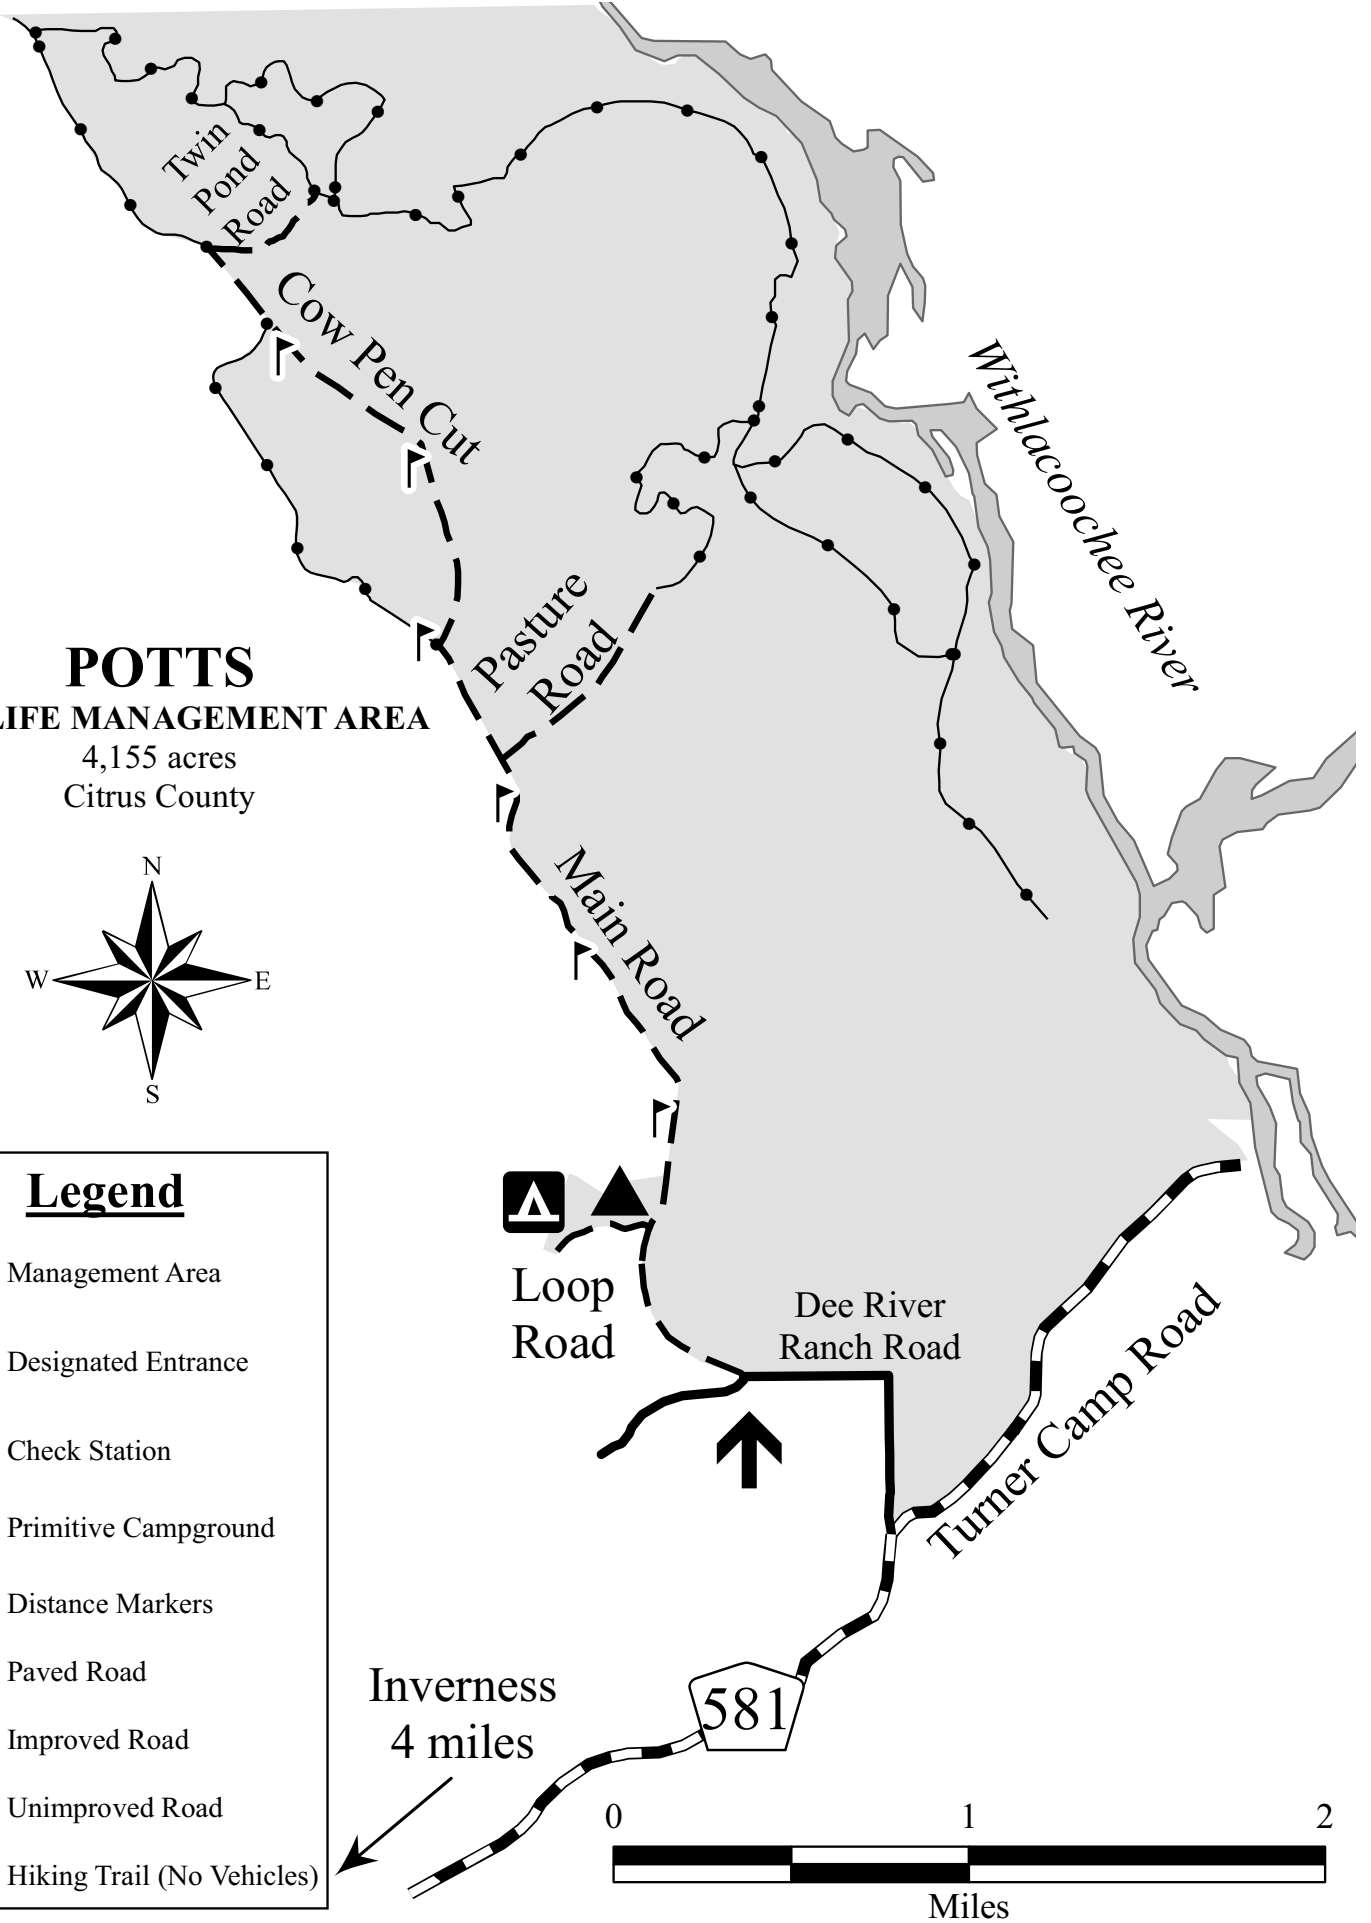 Twin
Pond
Road
Cow Pen Cut
Withlacoochee River
Pasture
Road
POTTS
LIFE MANAGEMENT AREA
4,155 acres
Citrus County
N
W
E
S
Main Road
Legend
Management Area
Designated Entrance
Check Station
Primitive Campground
Distance Markers
Paved Road
Improved Road
Unimproved Road
Hiking Trail (No Vehicles)
Loop
Road
Dee River
Ranch Road
Turner Camp Road
Inverness
4 miles
581
0 1 2
Miles